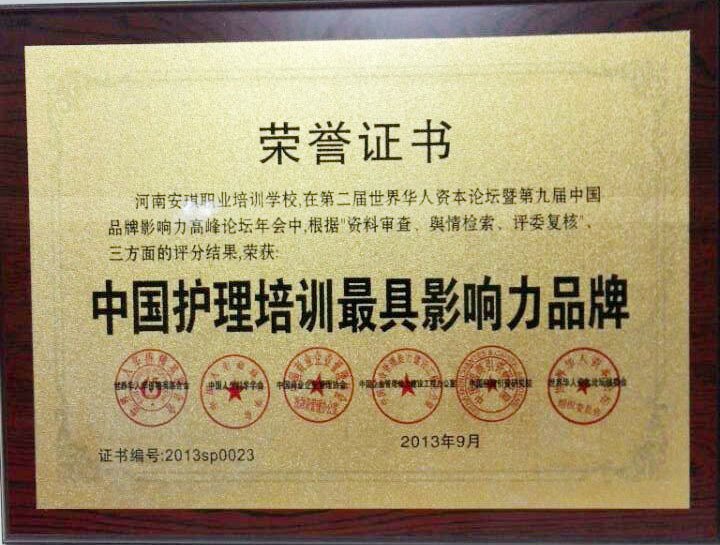 荣誉证书
河南安琪职业培训学校,在第二届世界华人资本论坛暨第九届中国
品牌影响力高峰论坛年会中,根据"资料审查、舆情检索、评委复核"、
三方面的评分结果,荣获:
中国护理培训最具影响力品牌
2013年9月
证书编号:2013sp0023